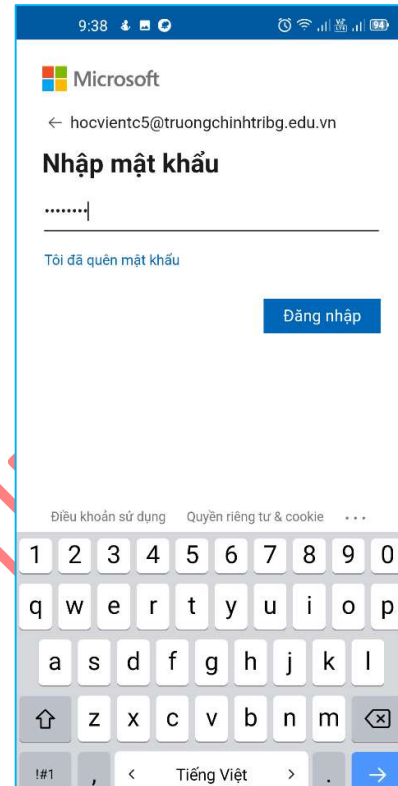 9:38 94
Microsoft
← hocvientc5@truongchinhtribg.edu.vn
Nhập mật khẩu
••••••••
Tôi đã quên mật khẩu
Đăng nhập
Điều khoản sử dụng Quyền riêng tư & cookie ...
1 2 3 4 5 6 7 8 9 0
q w e r t y u i o p
a s d f g h j k l
z x c v b n m
!#1 , < Tiếng Việt > .